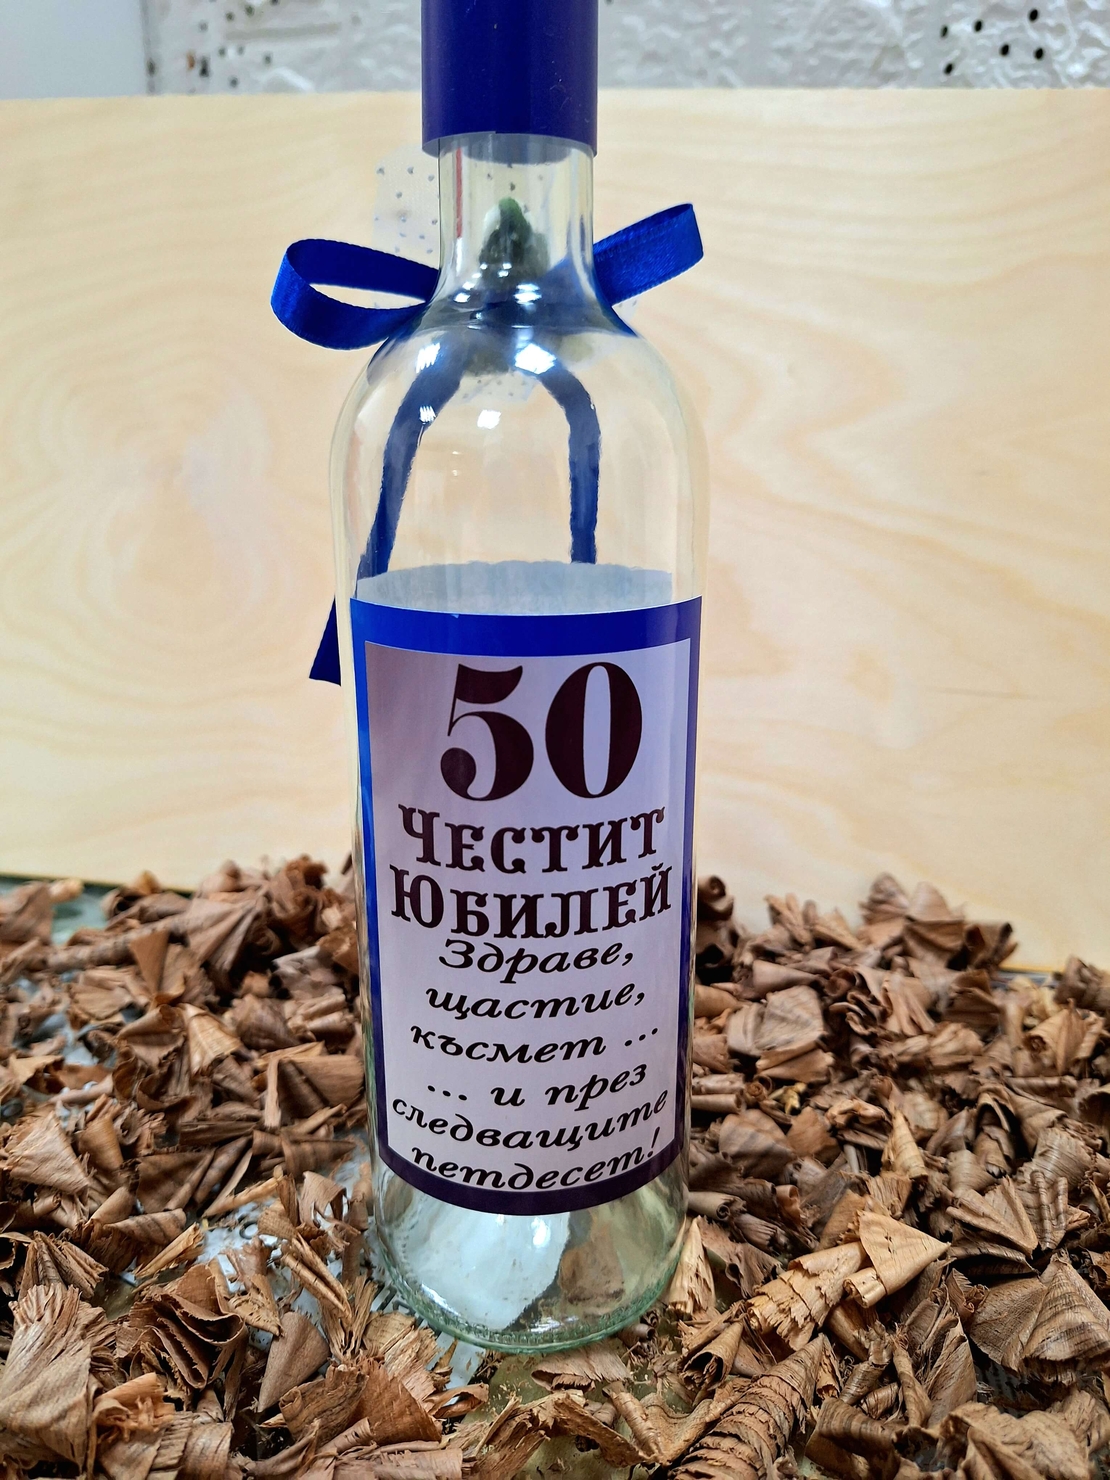 50
ЧЕСТИТ
ЮБИЛЕЙ
Здраве,
щастие,
късмет ...
... и през
следващите
петдесет!